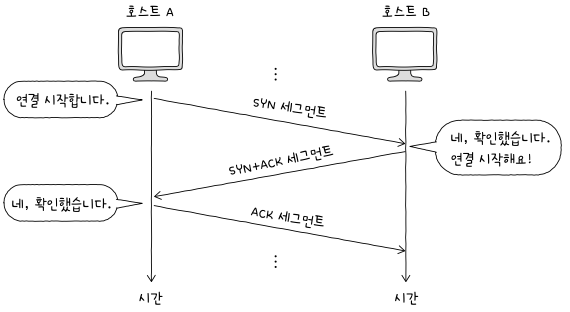 호스트 A
호스트 B
연결 시작합니다.
SYN 세그먼트
네, 확인했습니다.
연결 시작해요!
SYN+ACK 세그먼트
네, 확인했습니다.
ACK 세그먼트
시간
시간